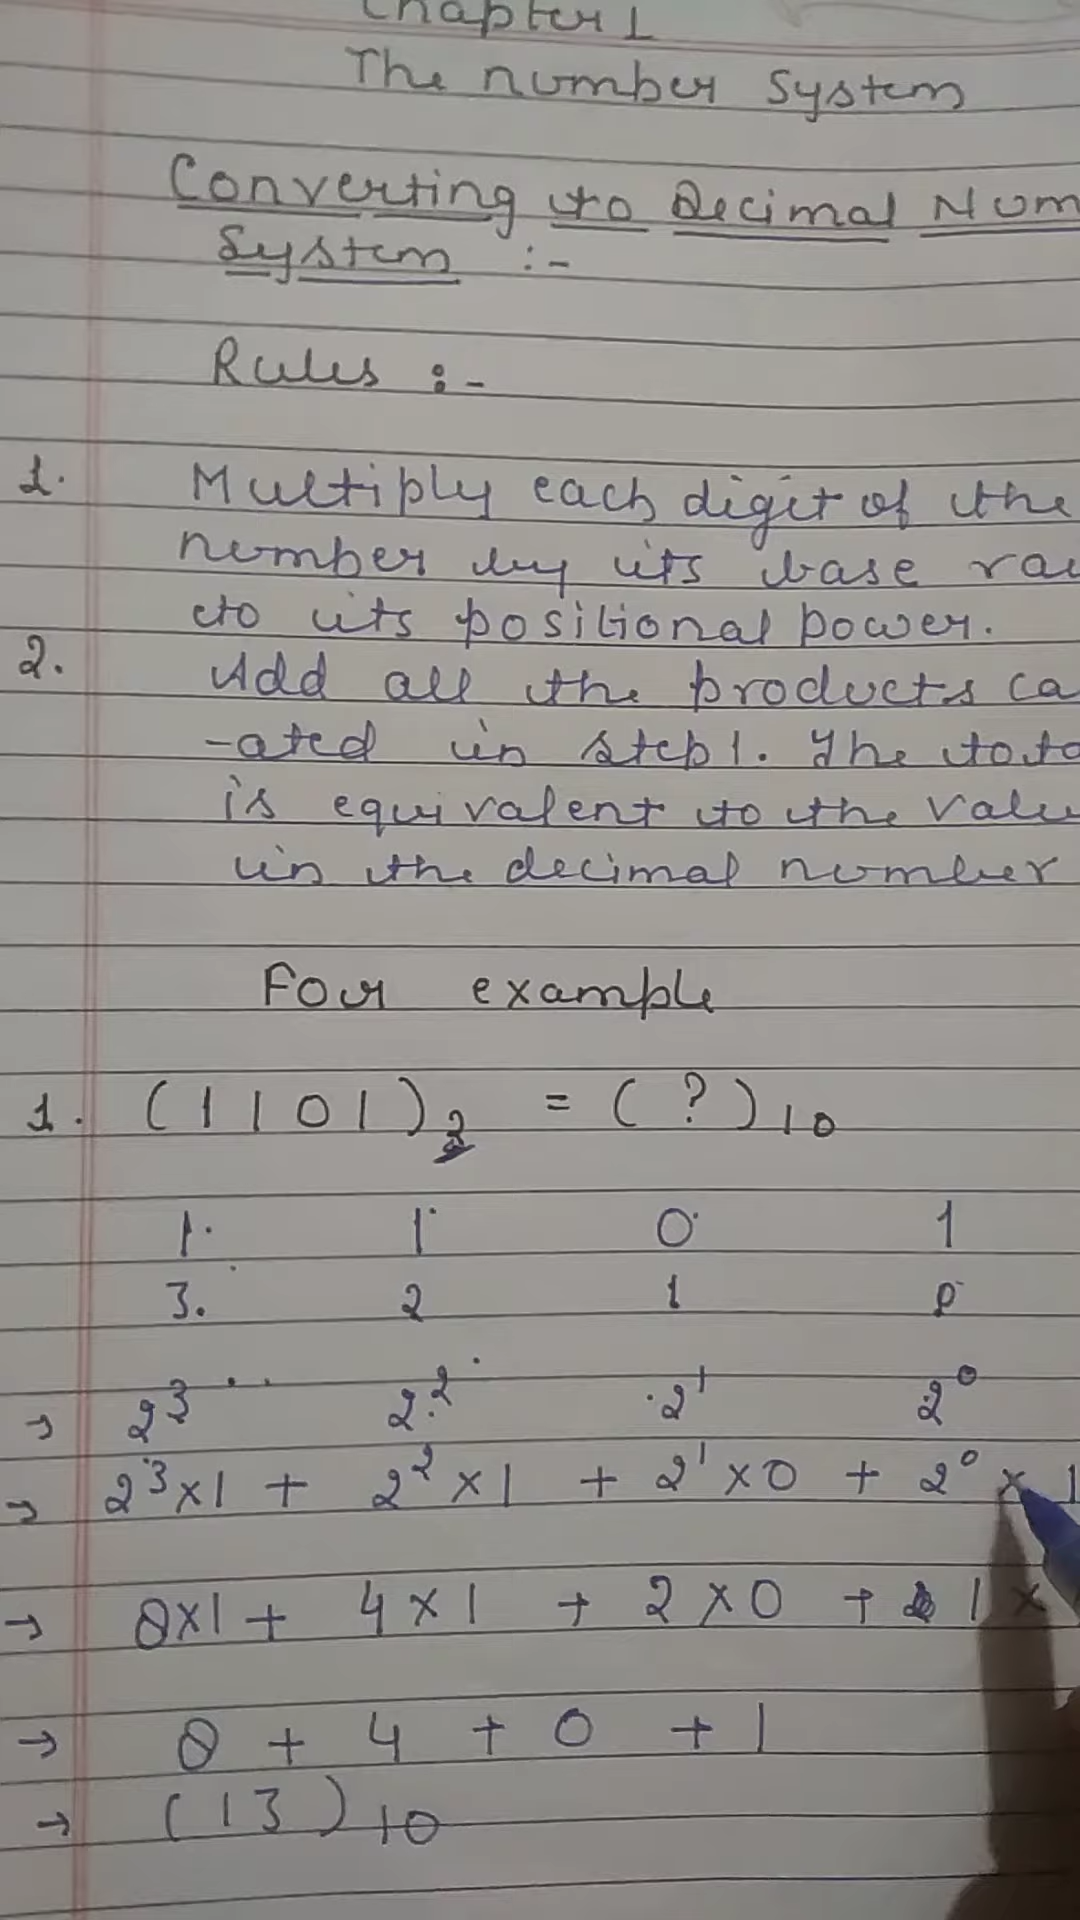 Chapter 1
The number System
Converting to Decimal Num
System :-
Rules :-
1. Multiply each digit of the
number by its base rai
to its positional power.
2. Add all the products ca
-ated in step 1. The tota
is equivalent to the valu
in the decimal number
For example
1. (1101)₂ = (?)₁₀
1. 1 0 1
3. 2 1 0
→ 2³ 2² 2¹ 2⁰
→ 2³×1 + 2²×1 + 2¹×0 + 2⁰×1
→ 8×1 + 4×1 + 2×0 + 1×
→ 8 + 4 + 0 + 1
→ (13)₁₀